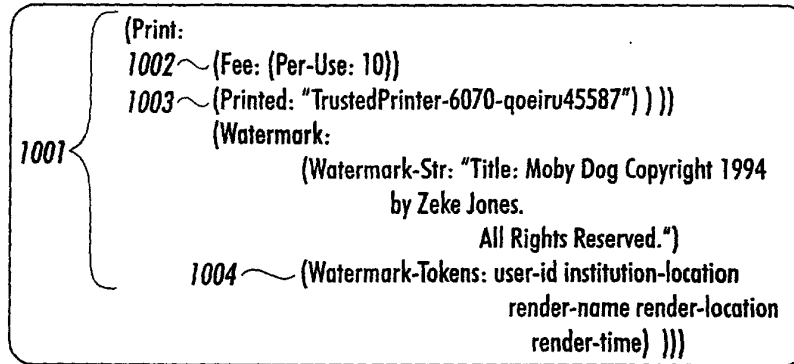 (Print:
1002 (Fee: (Per-Use: 10))
1003 (Printed: "TrustedPrinter-6070-qoeiru45587") ) ))
(Watermark:
1001
(Watermark-Str: "Title: Moby Dog Copyright 1994
by Zeke Jones.
All Rights Reserved.")
1004 (Watermark-Tokens: user-id institution-location
render-name render-location
render-time) )))